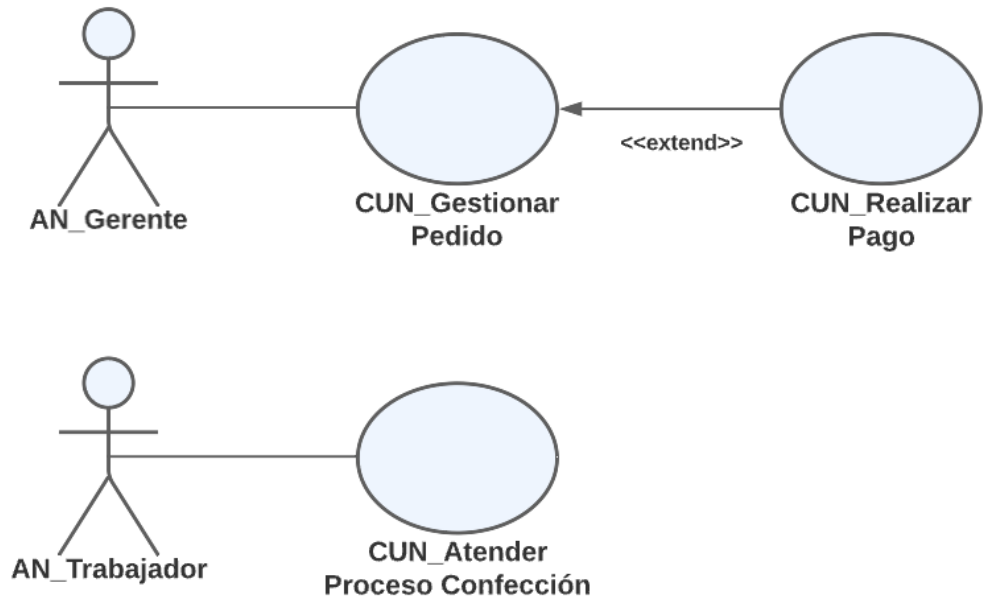 <<extend>>
AN_Gerente
CUN_Gestionar
Pedido
CUN_Realizar
Pago
AN_Trabajador
CUN_Atender
Proceso Confección